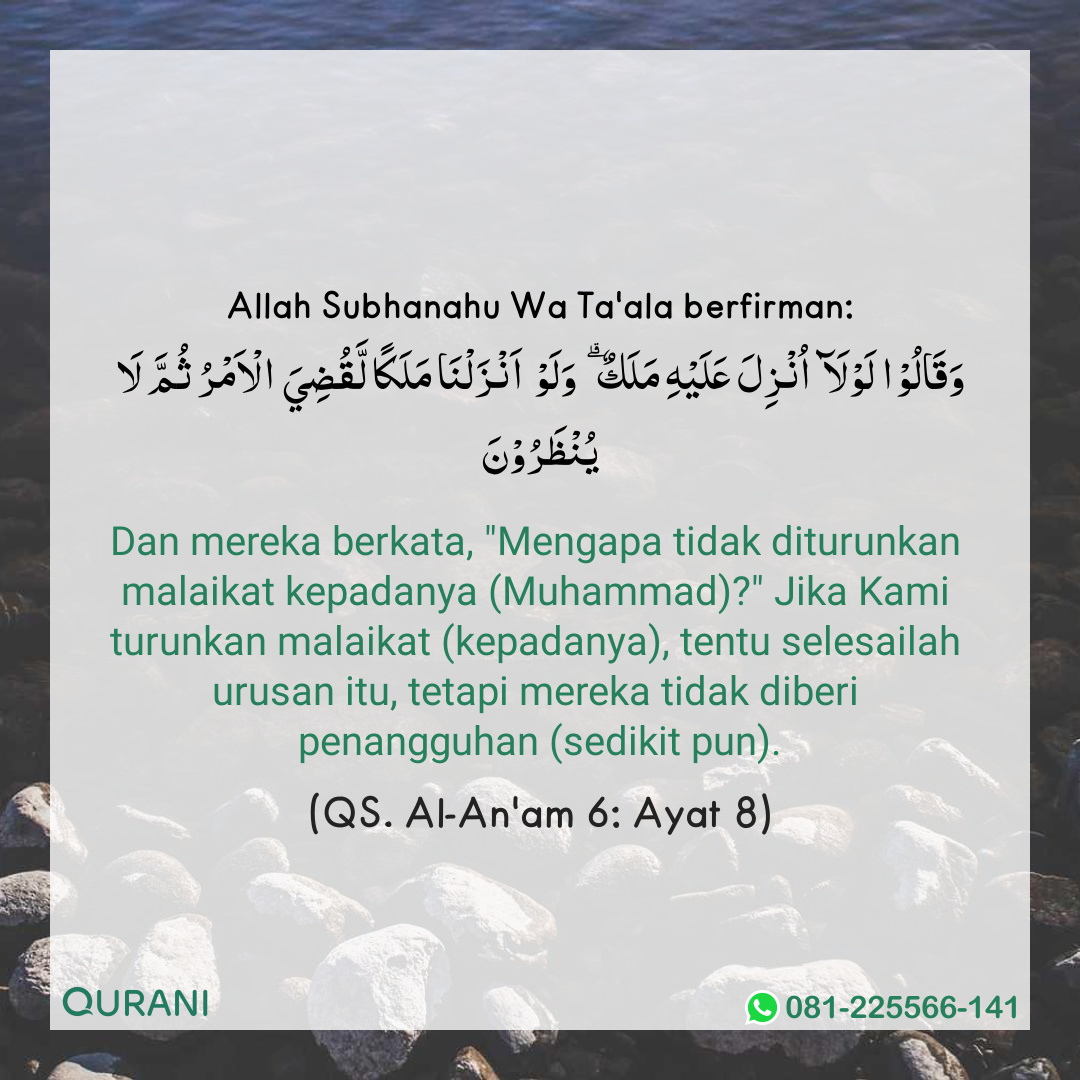 Allah Subhanahu Wa Ta'ala berfirman:
وَقَالُوْا لَوْلَآ اُنْزِلَ عَلَيْهِ مَلَكٌ ۗ وَلَوْ اَنْزَلْنَا مَلَكًا لَّقُضِيَ الْاَمْرُ ثُمَّ لَا
يُنْظَرُوْنَ
Dan mereka berkata, "Mengapa tidak diturunkan
malaikat kepadanya (Muhammad)?" Jika Kami
turunkan malaikat (kepadanya), tentu selesailah
urusan itu, tetapi mereka tidak diberi
penangguhan (sedikit pun).
(QS. Al-An'am 6: Ayat 8)
QURANI
081-225566-141